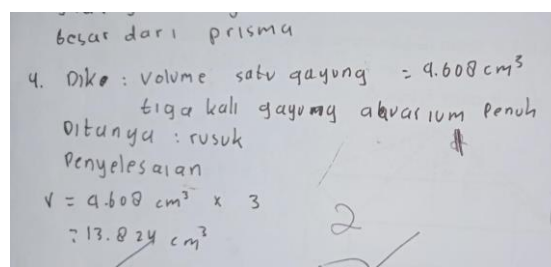 besar dari prisma
4. Dik : Volume satu gayung = 4.608 cm³
tiga kali gayung akuarium penuh
Ditanya : rusuk
Penyelesaian
V = 4.608 cm³ x 3
= 13.824 cm³
2